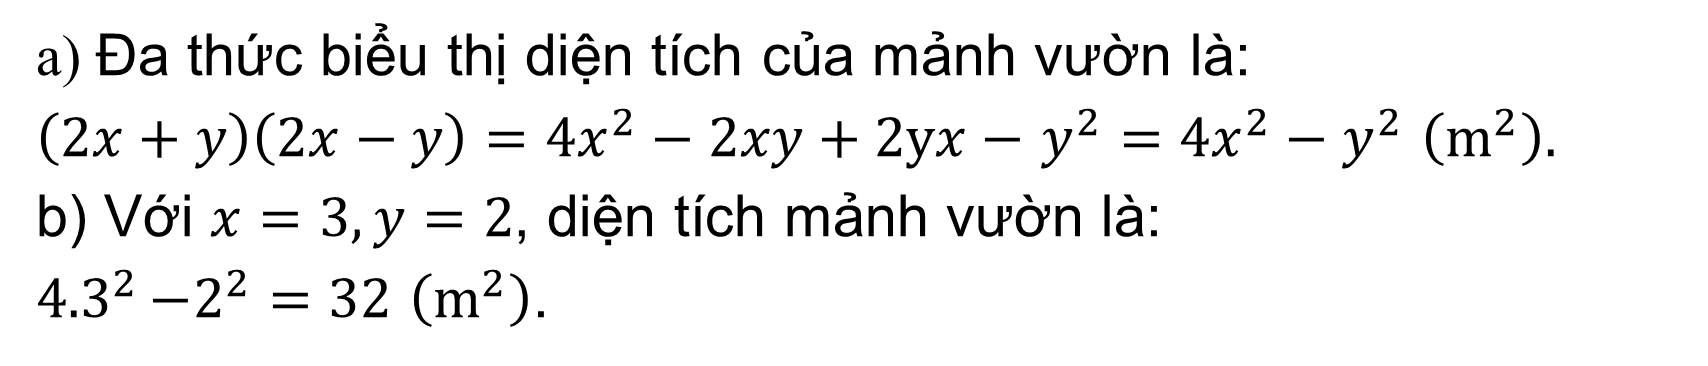 a) Đa thức biểu thị diện tích của mảnh vườn là:
(2x + y)(2x − y) = 4x² − 2xy + 2yx − y² = 4x² − y² (m²).
b) Với x = 3, y = 2, diện tích mảnh vườn là:
4.3² −2² = 32 (m²).